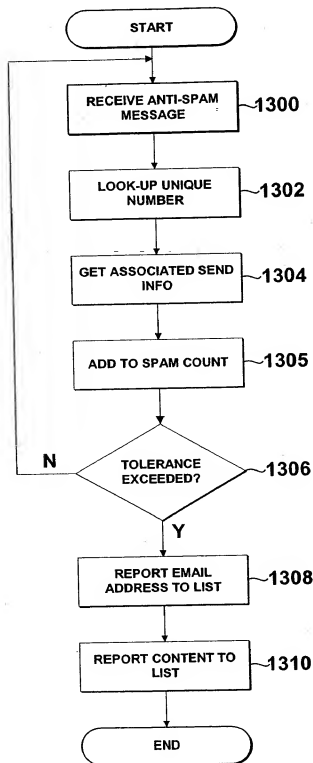 START
RECEIVE ANTI-SPAM
MESSAGE
1300
LOOK-UP UNIQUE
NUMBER
1302
GET ASSOCIATED SEND
INFO
1304
ADD TO SPAM COUNT
1305
N
TOLERANCE
EXCEEDED?
1306
Y
REPORT EMAIL
ADDRESS TO LIST
1308
REPORT CONTENT TO
LIST
1310
END